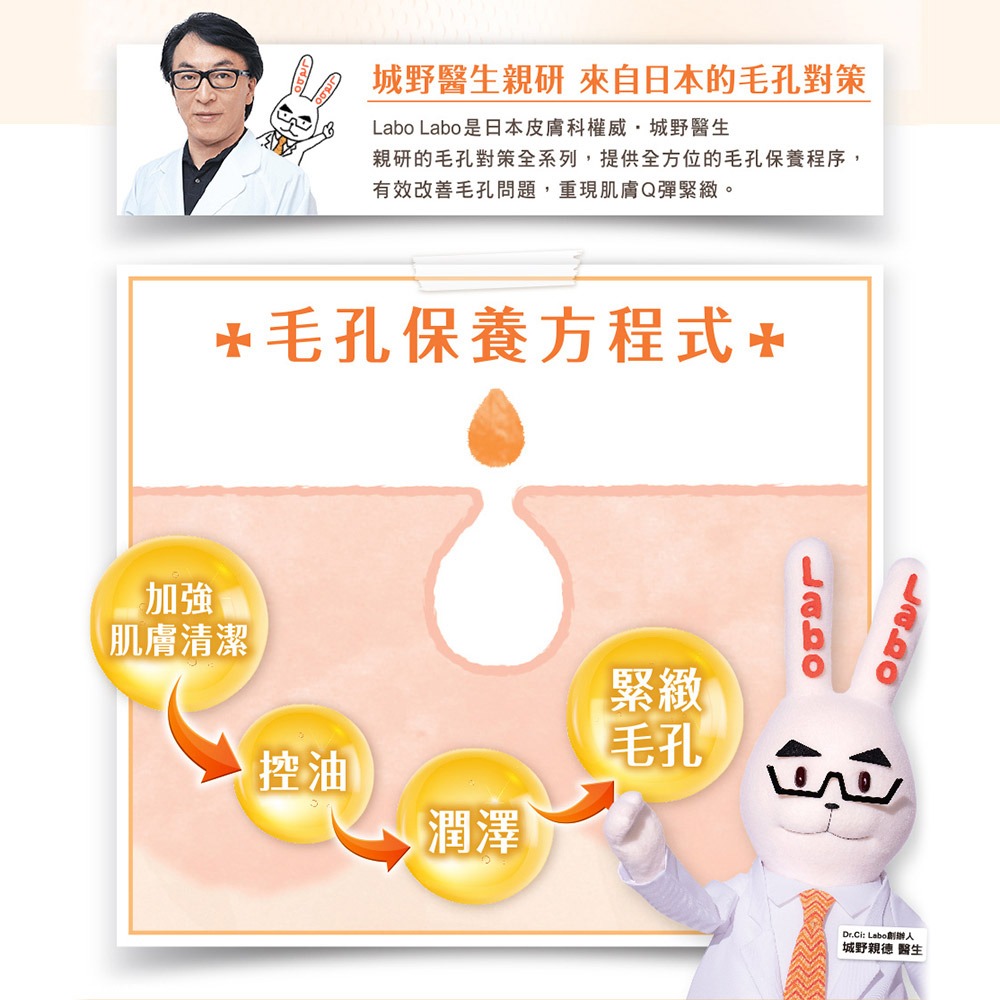 城野醫生親研 來自日本的毛孔對策
Labo Labo是日本皮膚科權威・城野醫生
親研的毛孔對策全系列，提供全方位的毛孔保養程序，
有效改善毛孔問題，重現肌膚Q彈緊緻。
Labo
Labo
毛孔保養方程式
加強
肌膚清潔
控油
潤澤
緊緻
毛孔
Labo
Labo
Dr.Ci: Labo創辦人
城野親德 醫生